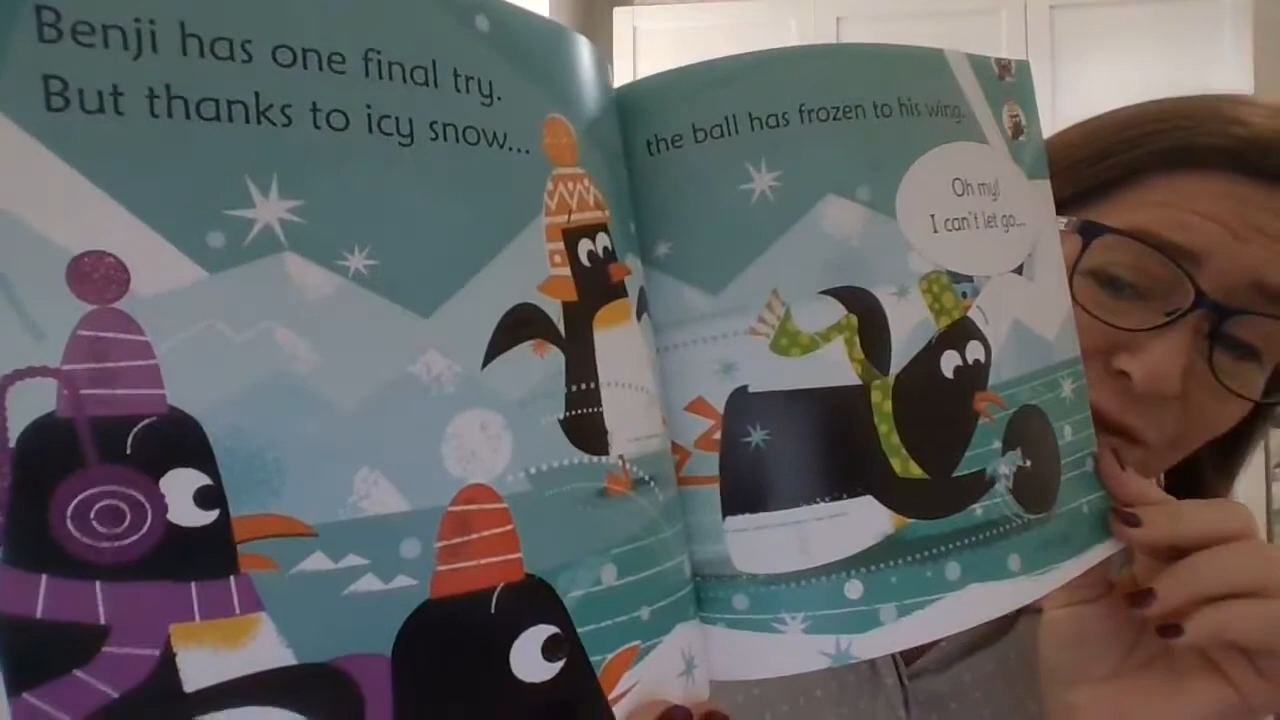 Benji has one final try.
But thanks to icy snow...
the ball has frozen to his wing.
Oh my!
I can't let go...